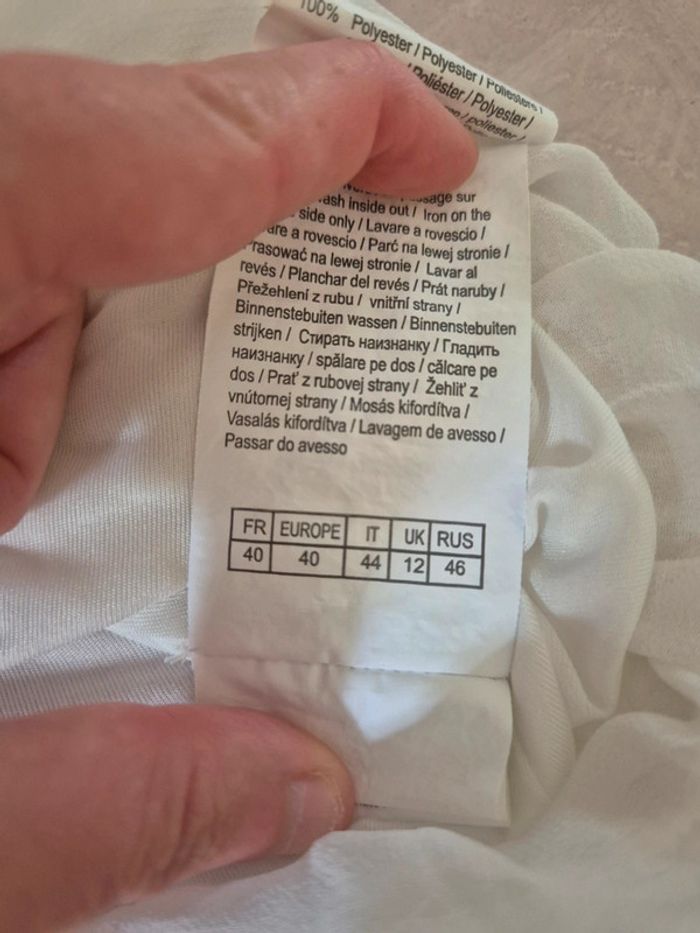 100% Polyester / Polyester / Poliestere /
/ Poliéster / Polyester /
/ poliester /
sage sur
ash inside out / Iron on the
side only / Lavare a rovescio /
are a rovescio / Parć na lewej stronie /
rasować na lewej stronie / Lavar al
revés / Planchar del revés / Prát naruby /
Přežehlení z rubu / vnitřní strany /
Binnenstebuiten wassen / Binnenstebuiten
strijken / Стирать наизнанку / Гладить
наизнанку / spălare pe dos / călcare pe
dos / Prať z rubovej strany / Žehliť z
vnútornej strany / Mosás kifordítva /
Vasalás kifordítva / Lavagem de avesso /
Passar do avesso
FR EUROPE IT UK RUS
40 40 44 12 46